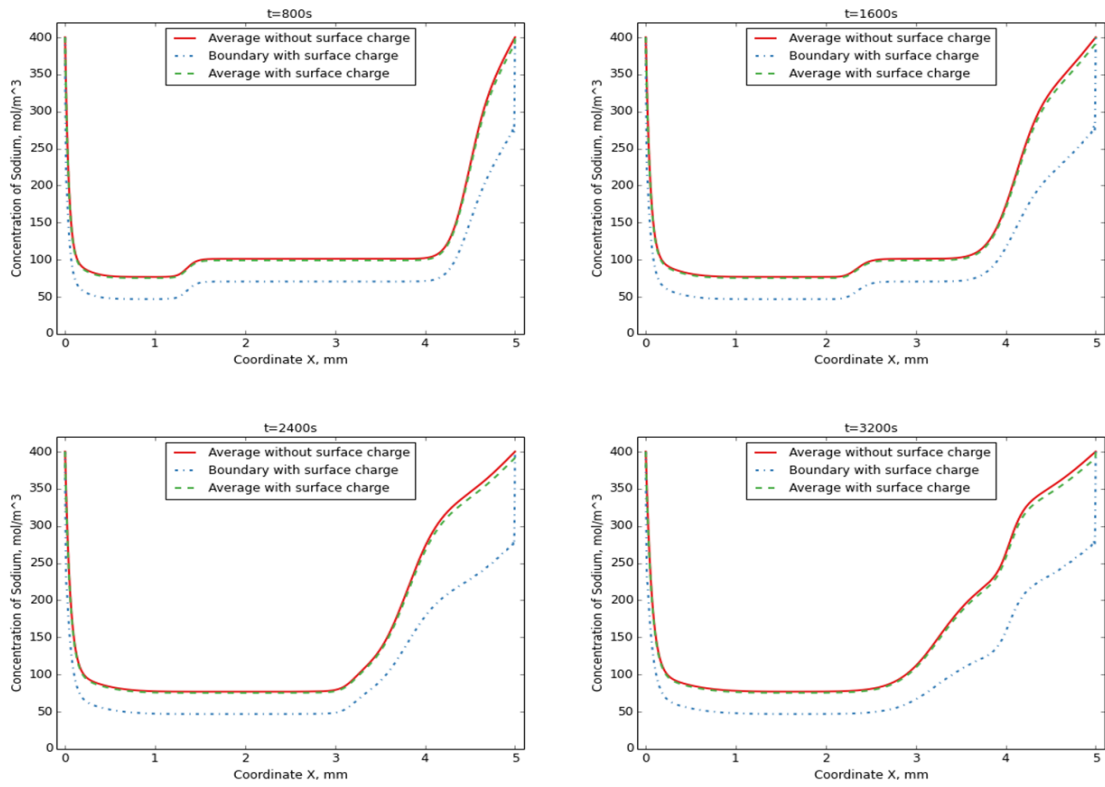 t=800s
Average without surface charge
Boundary with surface charge
Average with surface charge
Concentration of Sodium, mol/m^3
400
350
300
250
200
150
100
50
0
0 1 2 3 4 5
Coordinate X, mm
t=1600s
Average without surface charge
Boundary with surface charge
Average with surface charge
Concentration of Sodium, mol/m^3
400
350
300
250
200
150
100
50
0
0 1 2 3 4 5
Coordinate X, mm
t=2400s
Average without surface charge
Boundary with surface charge
Average with surface charge
Concentration of Sodium, mol/m^3
400
350
300
250
200
150
100
50
0
0 1 2 3 4 5
Coordinate X, mm
t=3200s
Average without surface charge
Boundary with surface charge
Average with surface charge
Concentration of Sodium, mol/m^3
400
350
300
250
200
150
100
50
0
0 1 2 3 4 5
Coordinate X, mm